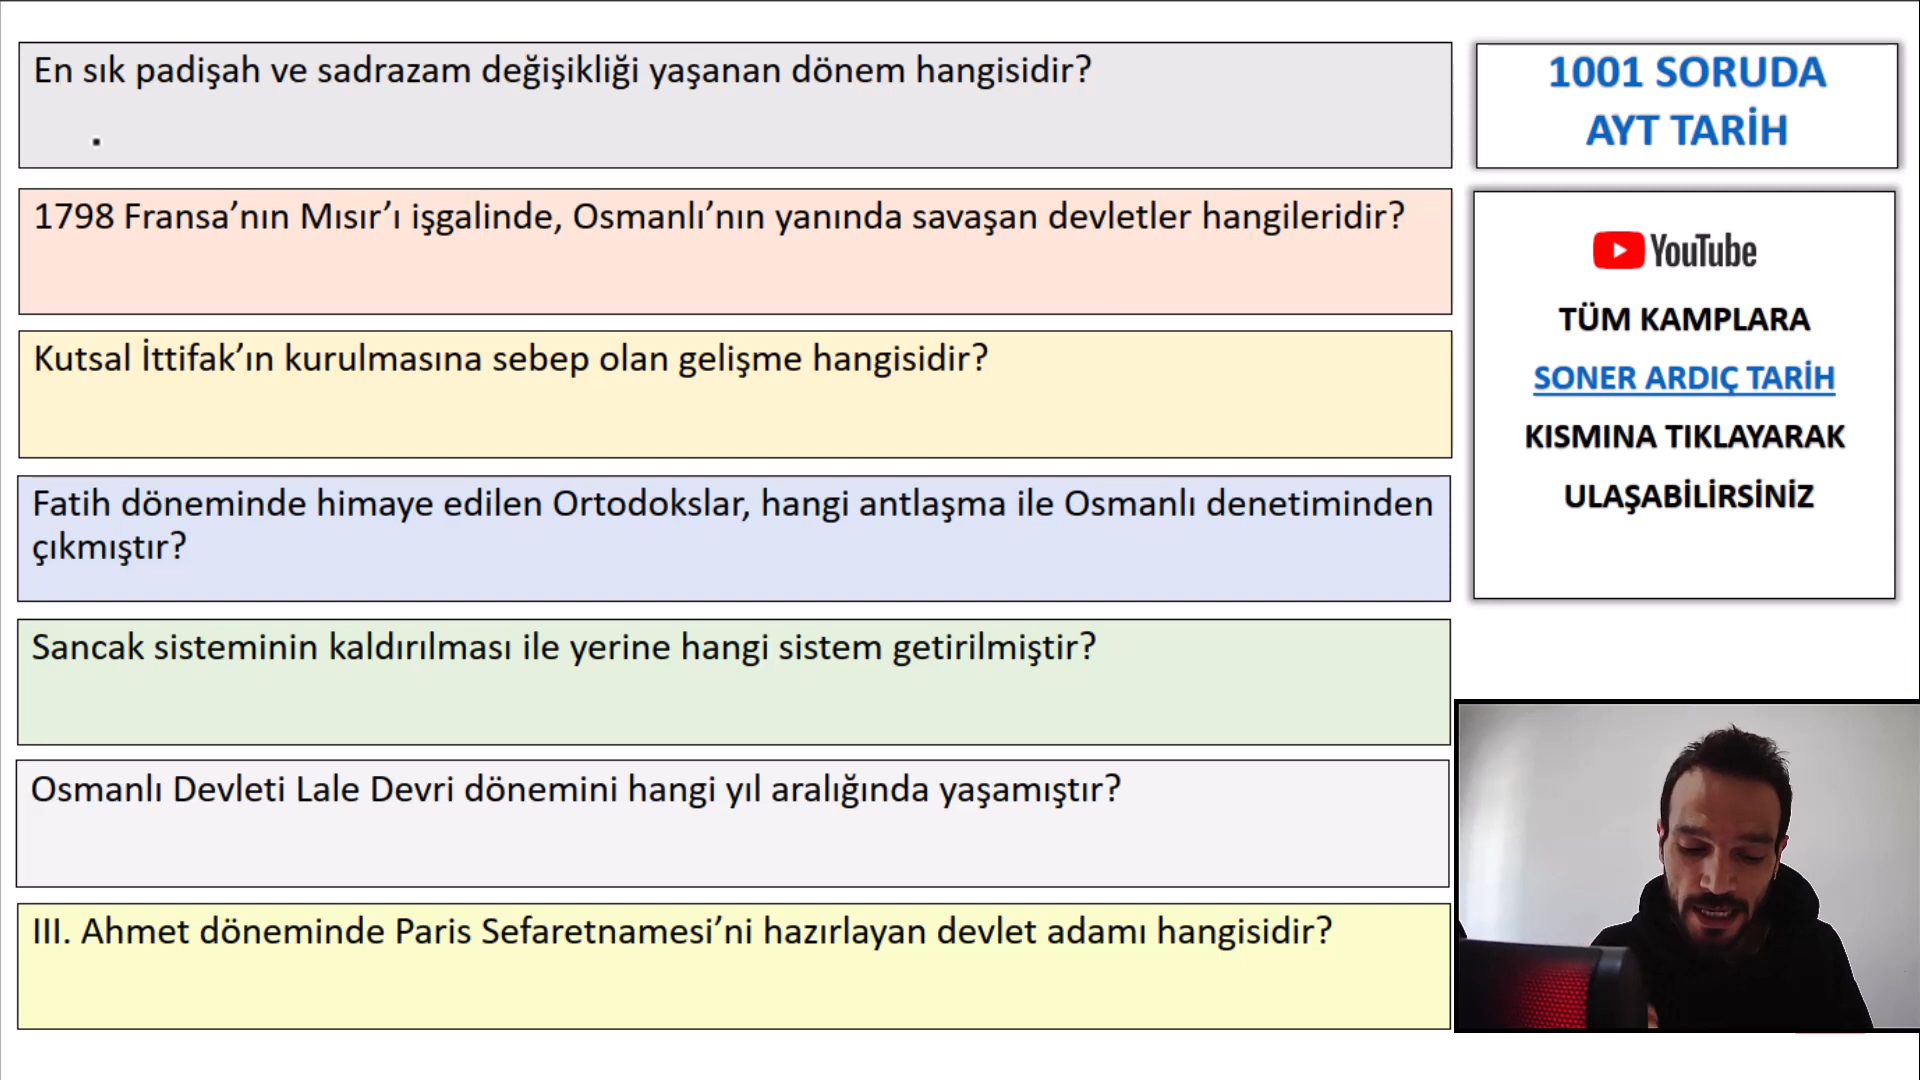 En sık padişah ve sadrazam değişikliği yaşanan dönem hangisidir?
1798 Fransa’nın Mısır’ı işgalinde, Osmanlı’nın yanında savaşan devletler hangileridir?
Kutsal İttifak’ın kurulmasına sebep olan gelişme hangisidir?
Fatih döneminde himaye edilen Ortodokslar, hangi antlaşma ile Osmanlı denetiminden
çıkmıştır?
Sancak sisteminin kaldırılması ile yerine hangi sistem getirilmiştir?
Osmanlı Devleti Lale Devri dönemini hangi yıl aralığında yaşamıştır?
III. Ahmet döneminde Paris Sefaretnamesi’ni hazırlayan devlet adamı hangisidir?
1001 SORUDA
AYT TARİH
YouTube
TÜM KAMPLARA
SONER ARDIÇ TARİH
KISMINA TIKLAYARAK
ULAŞABİLİRSİNİZ